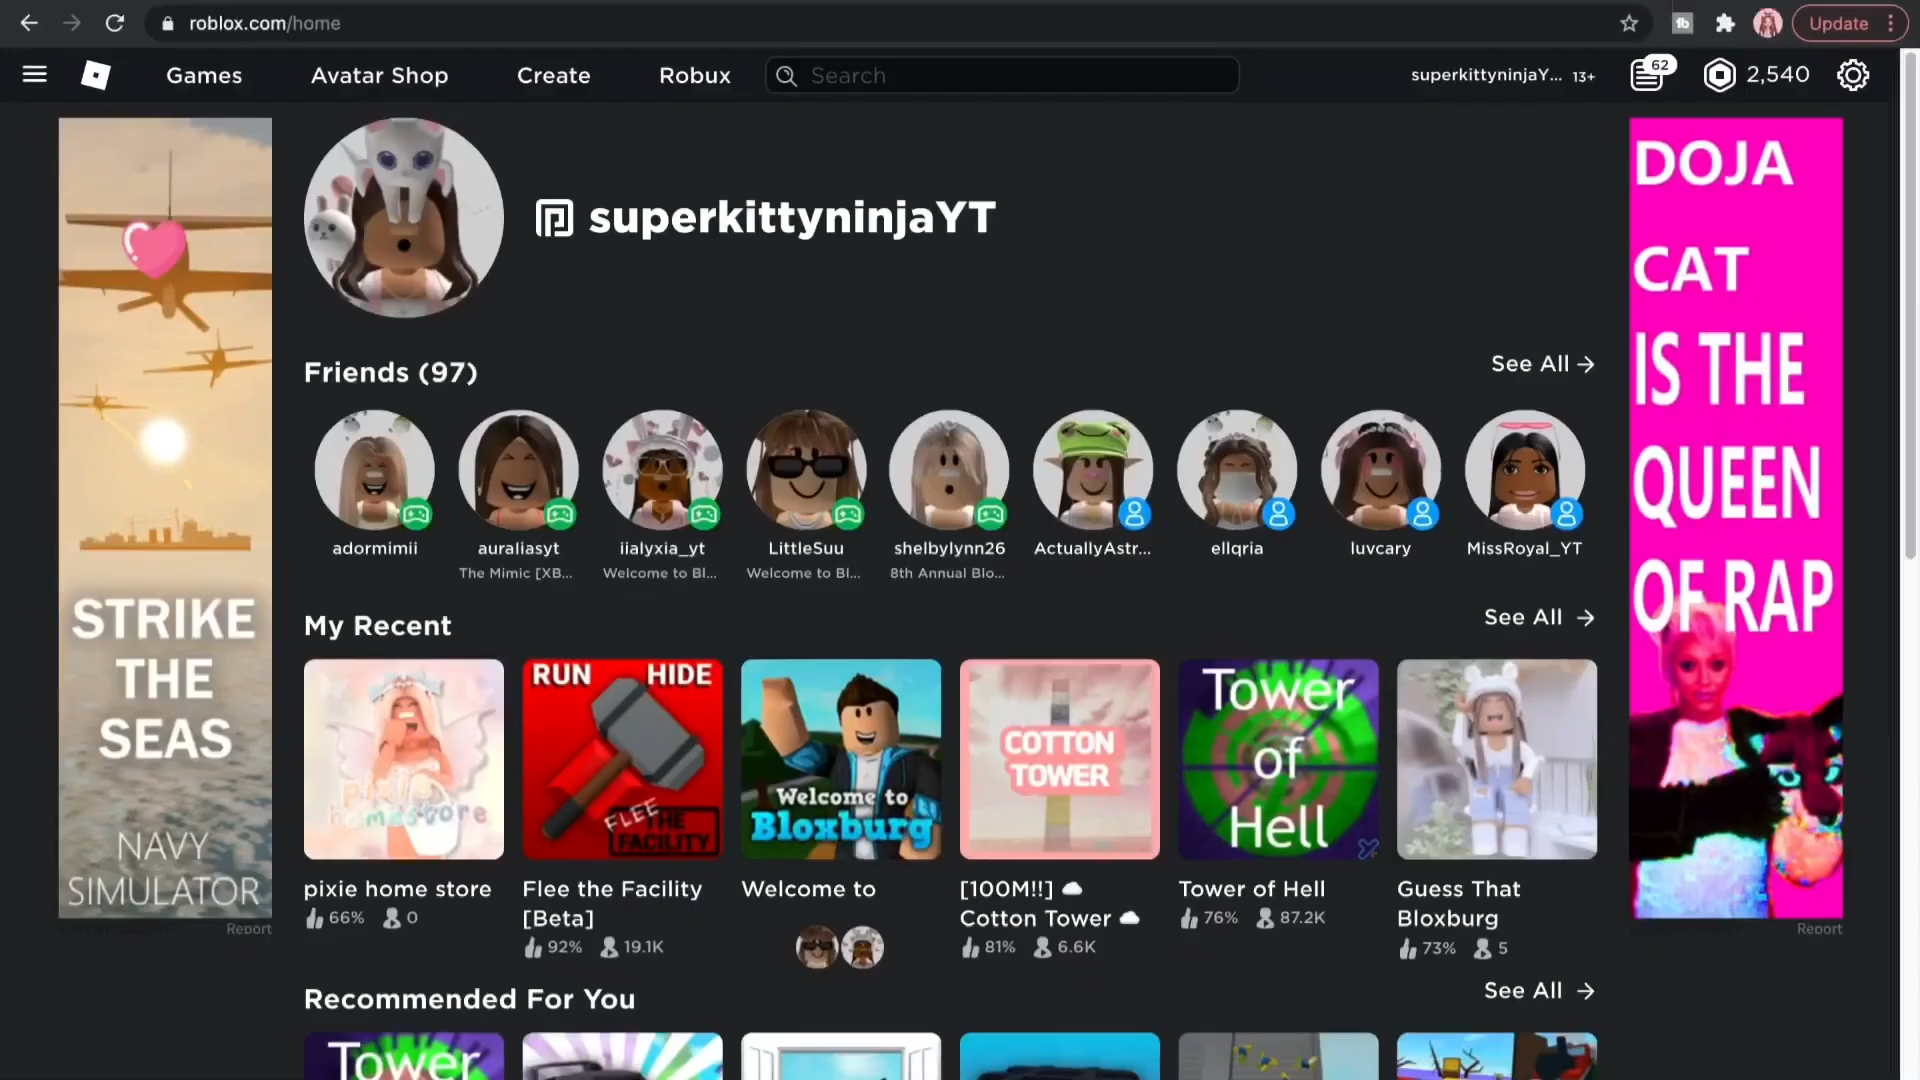 roblox.com/home
Update
Games
Avatar Shop
Create
Robux
Search
superkittyninjaY... 13+
62
2,540
superkittyninjaYT
Friends (97)
See All →
adormimii
auraliasyt
iialyxia_yt
LittleSuu
shelbylynn26
ActuallyAstr...
ellqria
luvcary
MissRoyal_YT
The Mimic [XB...
Welcome to Bl...
Welcome to Bl...
8th Annual Blo...
My Recent
See All →
pixie
homestore
RUN HIDE
FLEE
THE
FACILITY
Welcome to
Bloxburg
COTTON
TOWER
Tower
of
Hell
pixie home store
66% 0
Flee the Facility
[Beta]
92% 19.1K
Welcome to
[100M!!] ☁
Cotton Tower ☁
81% 6.6K
Tower of Hell
76% 87.2K
Guess That
Bloxburg
73% 5
Recommended For You
See All →
Tower
STRIKE
THE
SEAS
NAVY
SIMULATOR
Report
DOJA
CAT
IS THE
QUEEN
OF RAP
Report